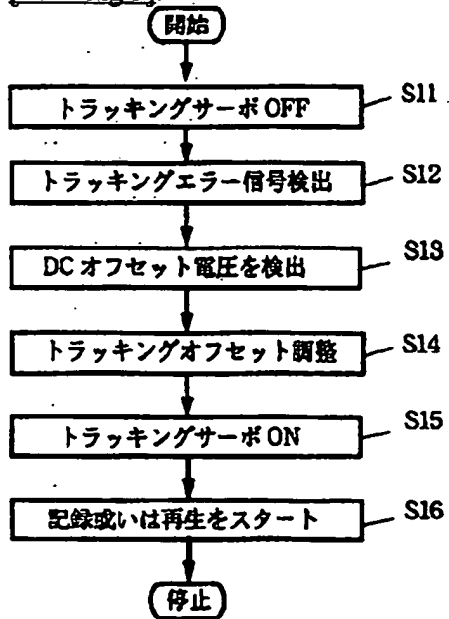 開始
トラッキングサーボ OFF S11
トラッキングエラー信号検出 S12
DC オフセット電圧を検出 S13
トラッキングオフセット調整 S14
トラッキングサーボ ON S15
記録或いは再生をスタート S16
停止